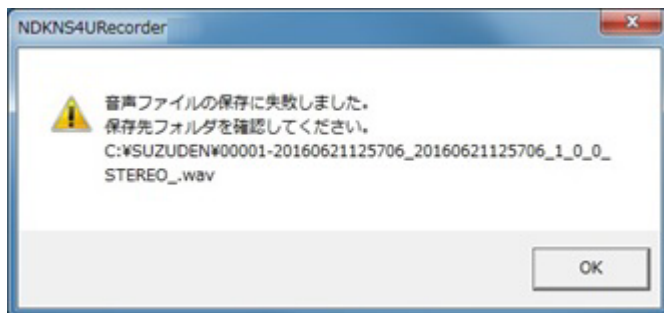 NDKNS4URecorder
音声ファイルの保存に失敗しました。
保存先フォルダを確認してください。
C:¥SUZUDEN¥00001-20160621125706_20160621125706_1_0_0_
STEREO_.wav
OK